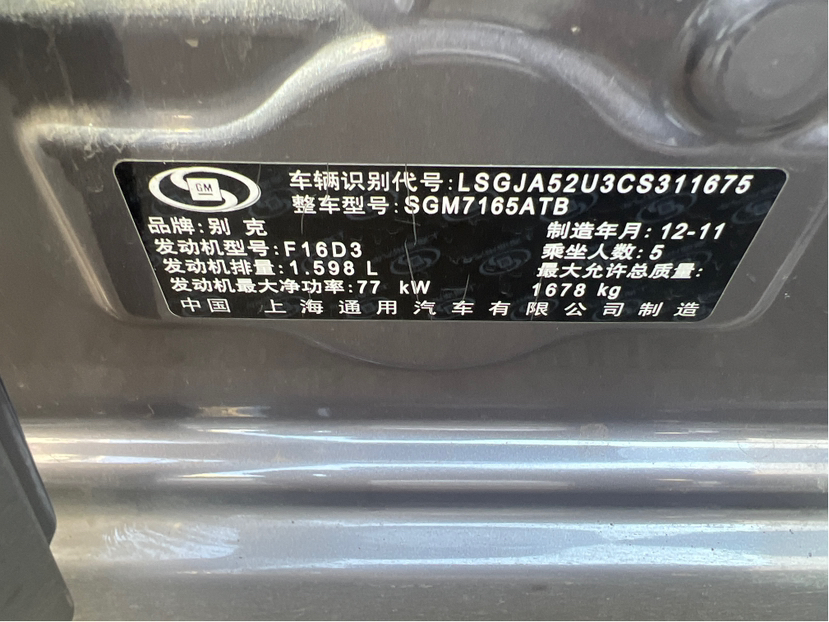 GM
车辆识别代号:LSGJA52U3CS311675
整车型号:SGM7165ATB
品牌:别 克
制造年月:12-11
发动机型号:F16D3
乘坐人数:5
发动机排量:1.598 L
最大允许总质量:
发动机最大净功率:77 kW
1678 kg
中国 上海通用汽车有限公司制造